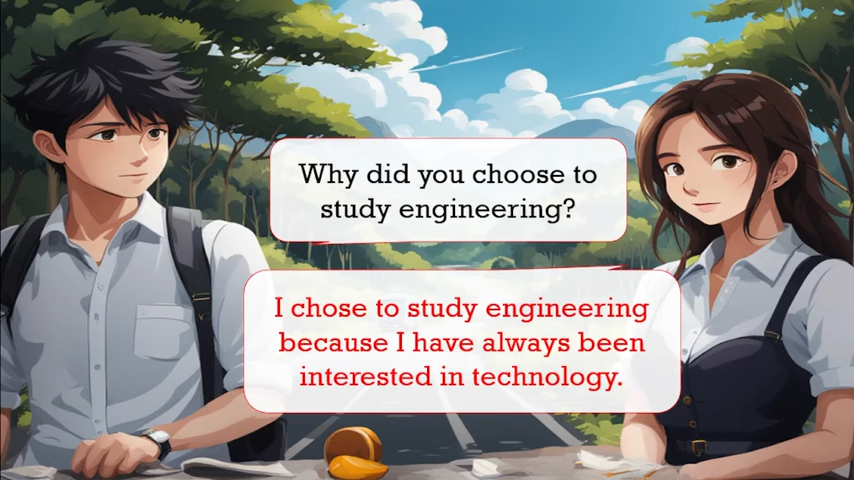 Why did you choose to
study engineering?
I chose to study engineering
because I have always been
interested in technology.